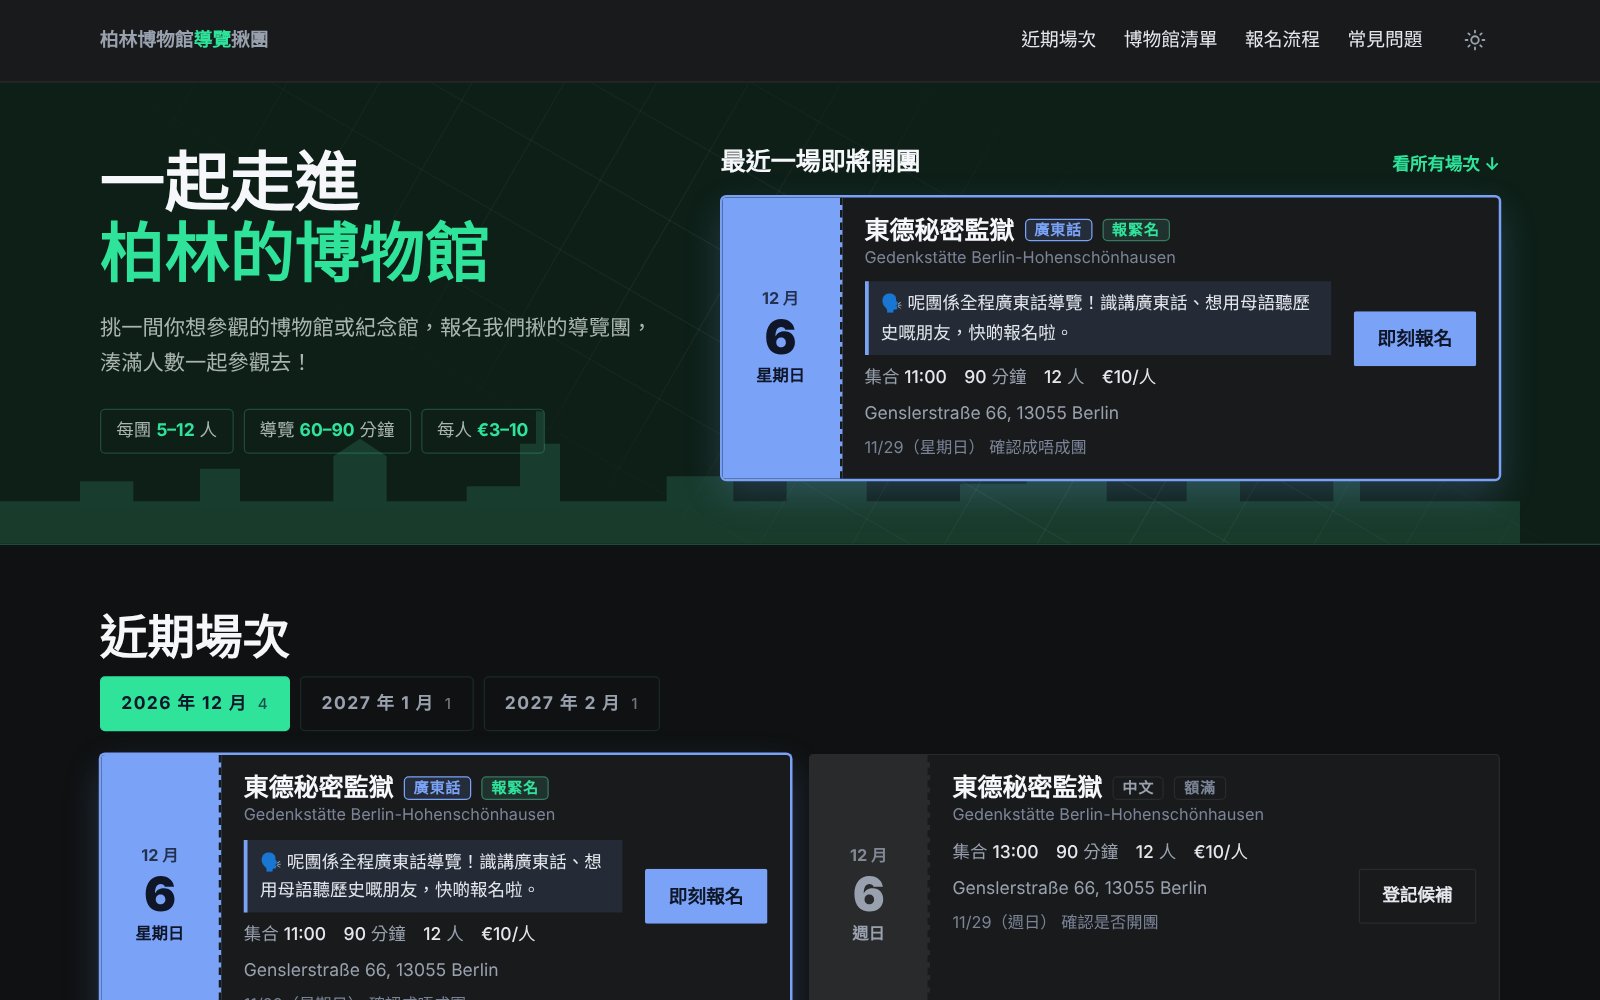 柏林博物館導覽揪團
近期場次 博物館清單 報名流程 常見問題
一起走進
柏林的博物館
挑一間你想參觀的博物館或紀念館，報名我們揪的導覽團，
湊滿人數一起參觀去！
每團 5–12 人 導覽 60–90 分鐘 每人 €3–10
最近一場即將開團 看所有場次 ↓
12 月
6
星期日
東德秘密監獄 廣東話 報緊名
Gedenkstätte Berlin-Hohenschönhausen
🗣️ 呢團係全程廣東話導覽！識講廣東話、想用母語聽歷
史嘅朋友，快啲報名啦。
集合 11:00 90 分鐘 12 人 €10/人
Genslerstraße 66, 13055 Berlin
11/29（星期日） 確認成唔成團
即刻報名
近期場次
2026 年 12 月 4 2027 年 1 月 1 2027 年 2 月 1
12 月
6
星期日
東德秘密監獄 廣東話 報緊名
Gedenkstätte Berlin-Hohenschönhausen
🗣️ 呢團係全程廣東話導覽！識講廣東話、想
用母語聽歷史嘅朋友，快啲報名啦。
集合 11:00 90 分鐘 12 人 €10/人
Genslerstraße 66, 13055 Berlin
11/29（星期日） 確認成唔成團
即刻報名
12 月
6
週日
東德秘密監獄 中文 額滿
Gedenkstätte Berlin-Hohenschönhausen
集合 13:00 90 分鐘 12 人 €10/人
Genslerstraße 66, 13055 Berlin
11/29（週日） 確認是否開團
登記候補